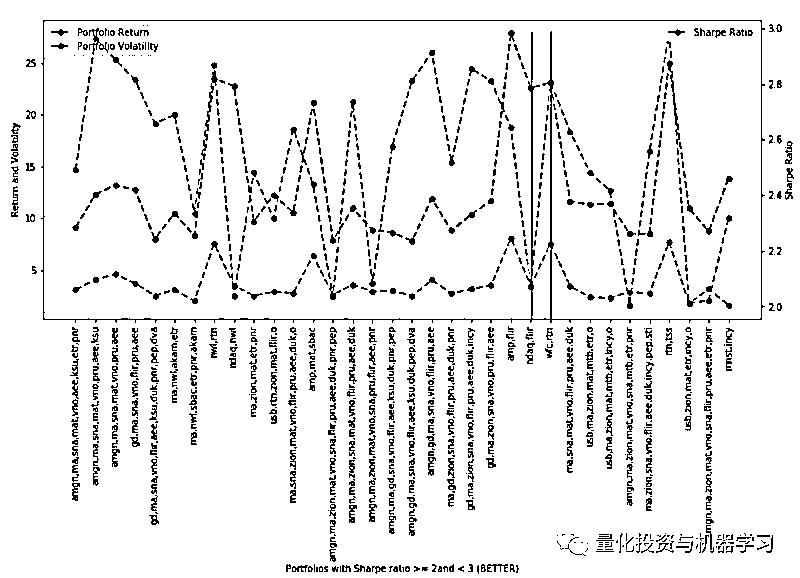 Portfolio Return
Portfolio Volatility
Sharpe Ratio
Return and Volatility
25
20
15
10
5
3.0
2.8
2.6
2.4
2.2
2.0
Sharpe Ratio
amgn,ma,sna,mat,vno,aee,ksu,etr,pnr
amgn,ma,sna,mat,vno,pru,aee,ksu
amgn,ma,sna,mat,vno,pru,aee
gd,ma,sna,vno,flir,pru,aee
gd,ma,sna,vno,flir,aee,ksu,duk,pnr,pep,dva
ma,nwl,akam,etr
ma,nwl,sbac,etr,pnr,akam
nwl,rtn
ndaq,nwl
ma,zion,mat,etr,pnr
usb,rtn,zion,mat,flir,o
ma,sna,zion,mat,vno,flir,pru,aee,duk,o
amp,mnt,sbac
amgn,ma,zion,mat,vno,sna,flir,pru,aee,duk,pnr,pep
amgn,ma,zion,mat,sna,vno,flir,pru,aee,duk
amgn,ma,zion,mat,vno,sna,pru,flir,aee,pnr
amgn,ma,gd,sna,vno,flir,aee,ksu,pnr,pep
amgn,gd,ma,sna,vno,flir,aee,ksu,duk,pep,dva
amgn,gd,ma,sna,vno,flir,pru,aee
ma,gd,zion,sna,vno,flir,pru,aee,duk,pnr
gd,ma,zion,sna,vno,flir,pru,aee,duk,incy
gd,ma,zion,sna,vno,pru,flir,aee
amp,flir
ndaq,flir
wfc,rtn
ma,sna,mat,vno,flir,pru,aee,duk
usb,ma,zion,mat,mtb,etr,o
usb,ma,zion,mat,mtb,etr,incy,o
amgn,ma,zion,mat,vno,sna,mtb,etr,pnr
ma,zion,sna,vno,flir,aee,duk,incy,pep,sti
rtn,tss
usb,zion,mat,etr,incy,o
amgn,ma,zion,mat,vno,sna,flir,pru,aee,duk,pnr
mnst,incy
Portfolios with Sharpe ratio >= 2and < 3 (BETTER)
量化投资与机器学习